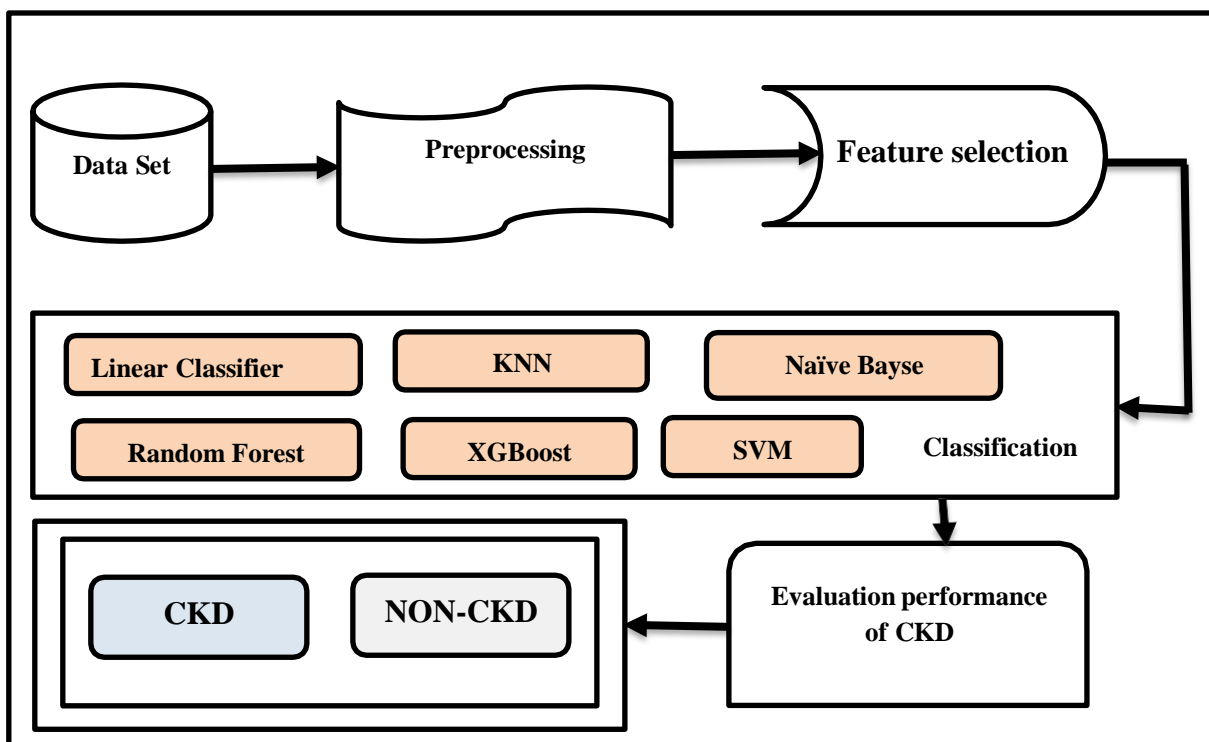 Data Set
Preprocessing
Feature selection
Linear Classifier
KNN
Naïve Bayse
Random Forest
XGBoost
SVM
Classification
CKD
NON-CKD
Evaluation performance
of CKD